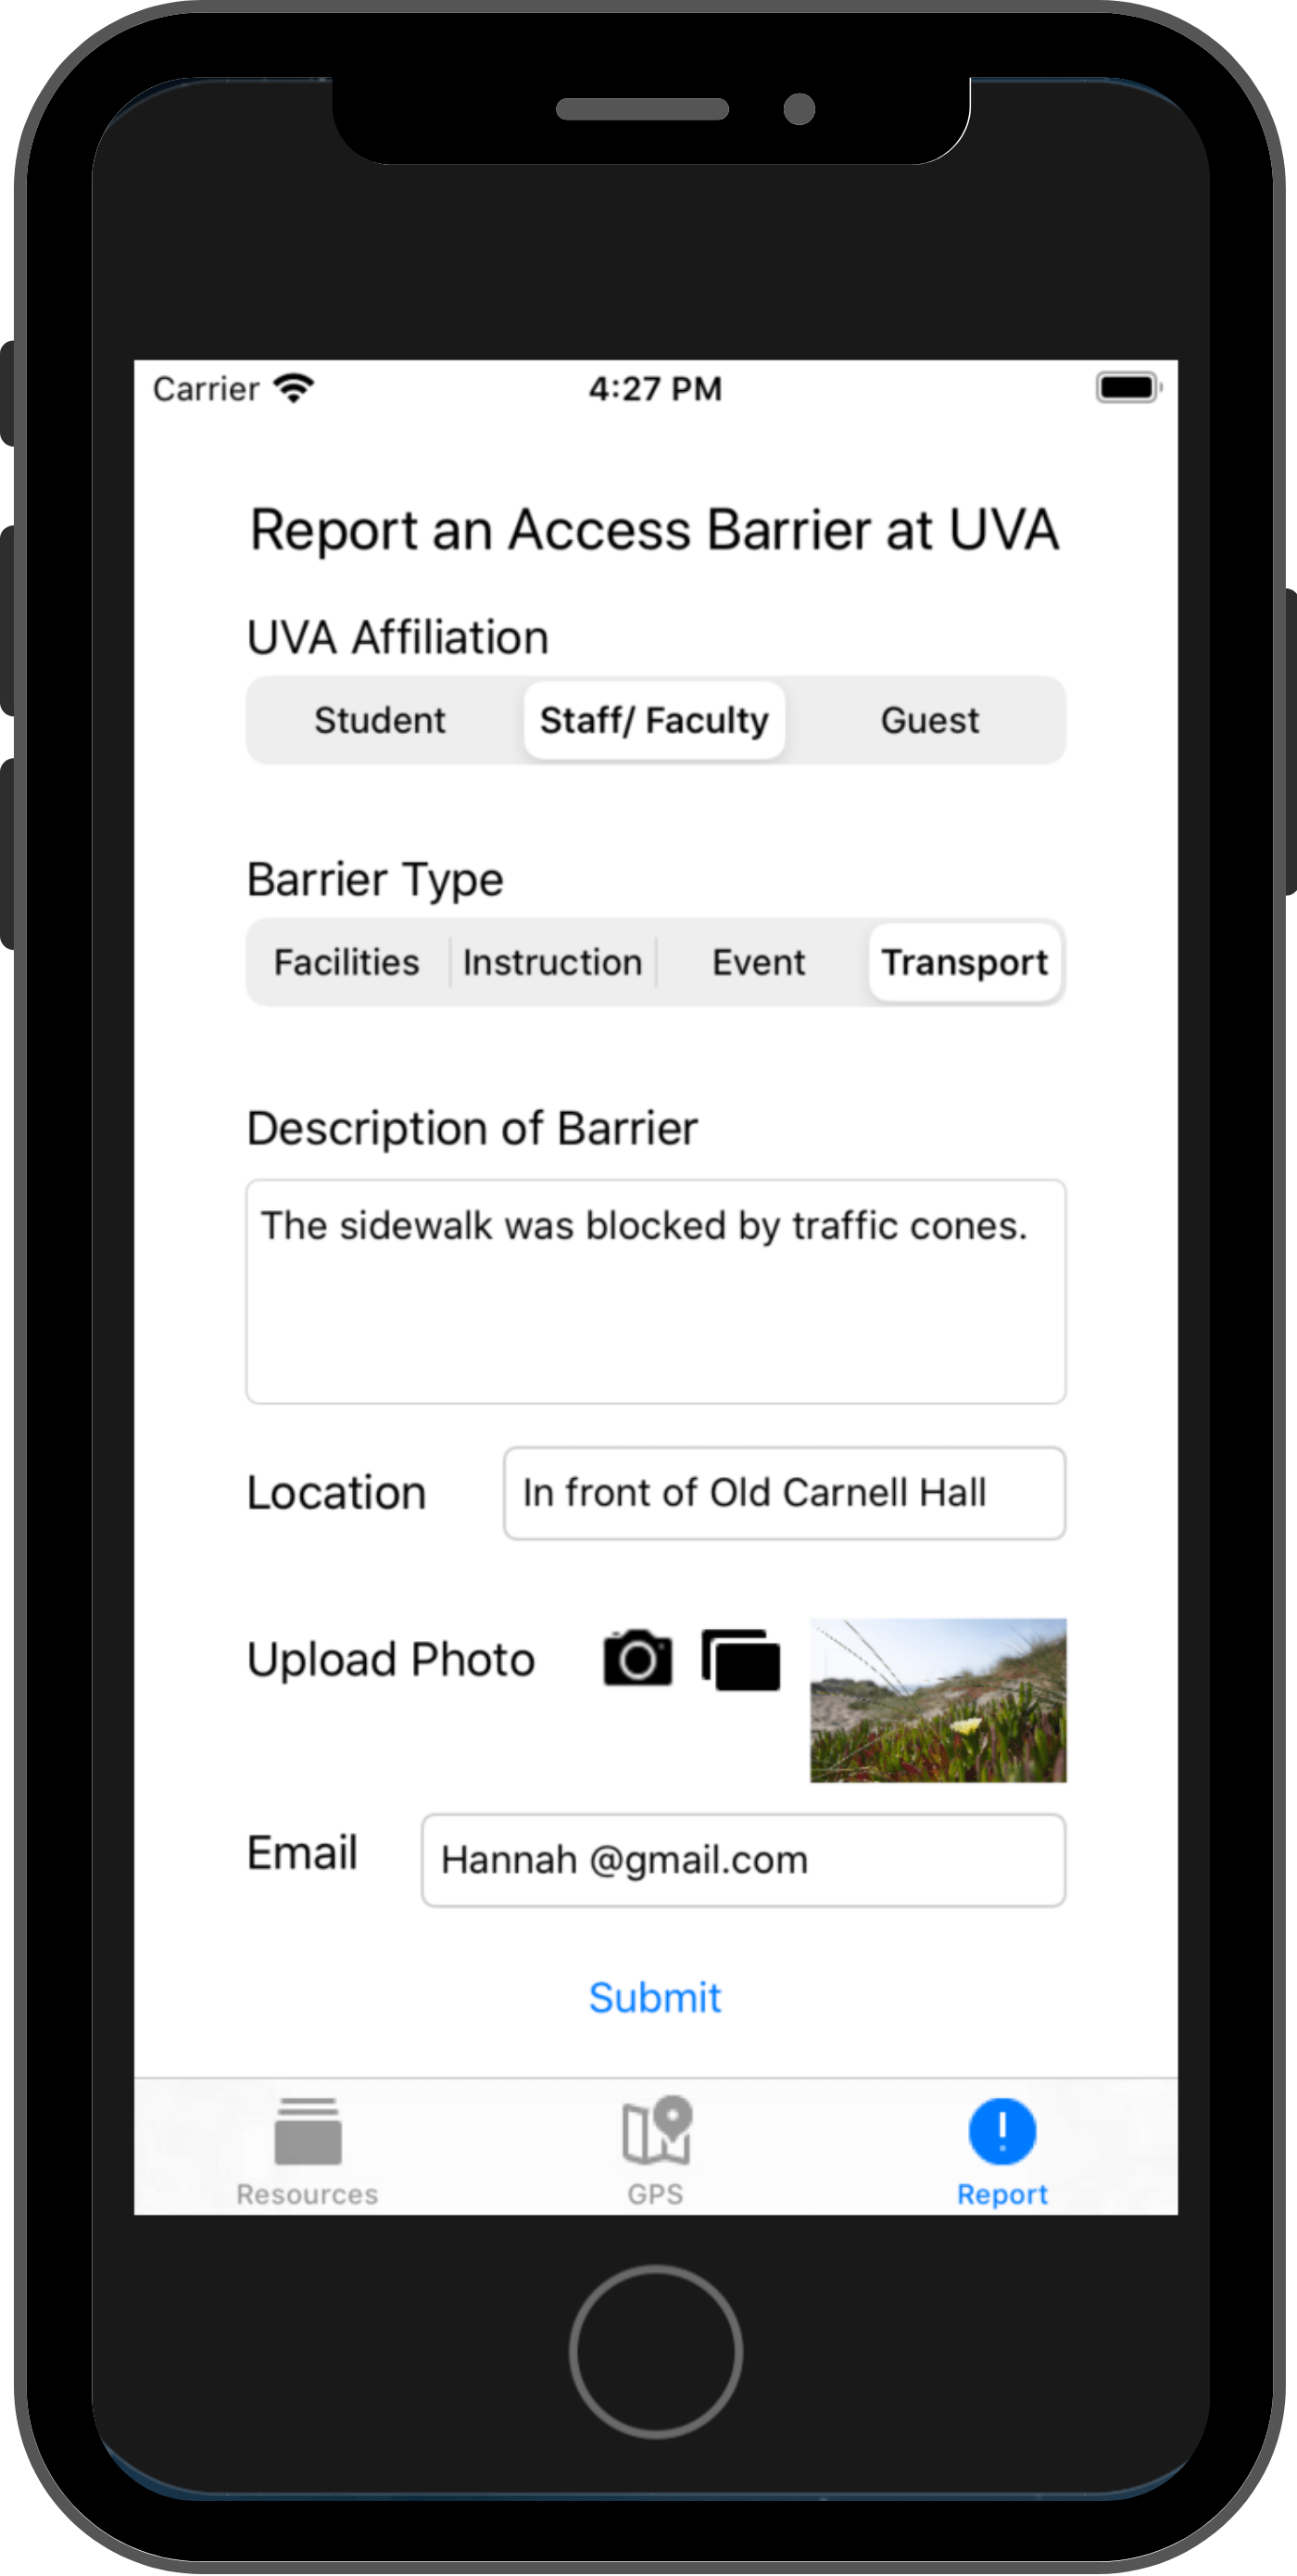 Carrier 4:27 PM
Report an Access Barrier at UVA
UVA Affiliation
Student Staff/ Faculty Guest
Barrier Type
Facilities Instruction Event Transport
Description of Barrier
The sidewalk was blocked by traffic cones.
Location In front of Old Carnell Hall
Upload Photo
Email Hannah @gmail.com
Submit
Resources GPS Report